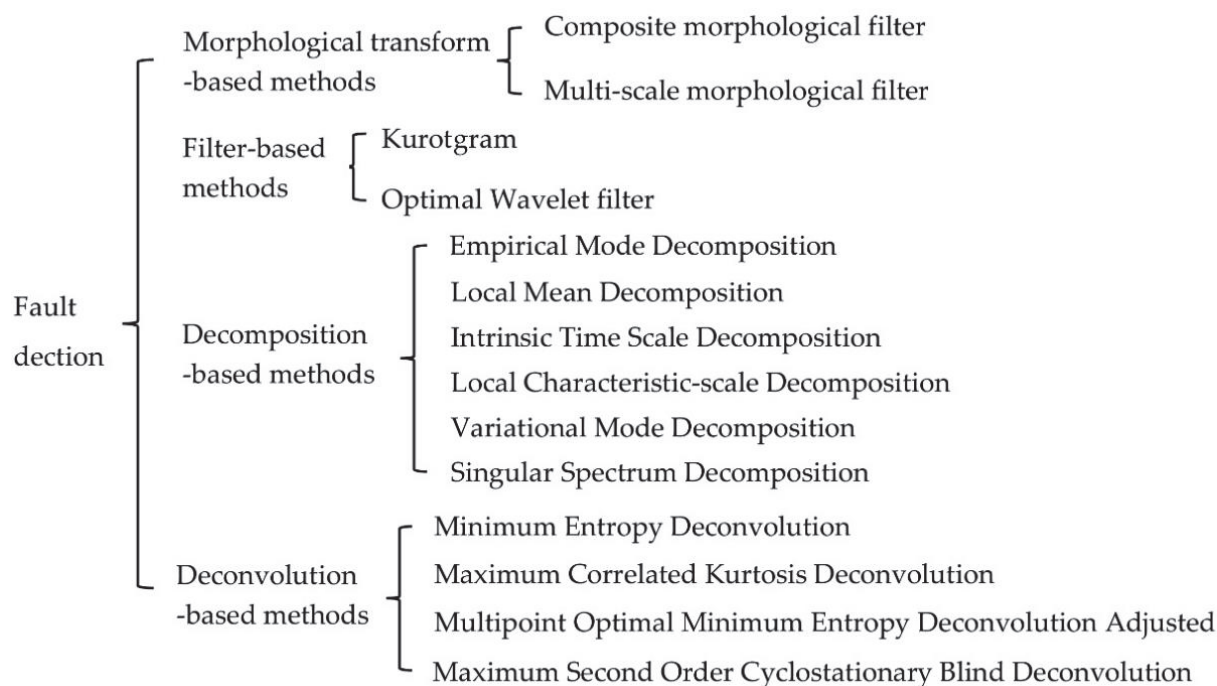 Morphological transform
-based methods
Composite morphological filter
Multi-scale morphological filter
Filter-based
methods
Kurotgram
Optimal Wavelet filter
Fault
dection
Decomposition
-based methods
Empirical Mode Decomposition
Local Mean Decomposition
Intrinsic Time Scale Decomposition
Local Characteristic-scale Decomposition
Variational Mode Decomposition
Singular Spectrum Decomposition
Deconvolution
-based methods
Minimum Entropy Deconvolution
Maximum Correlated Kurtosis Deconvolution
Multipoint Optimal Minimum Entropy Deconvolution Adjusted
Maximum Second Order Cyclostationary Blind Deconvolution